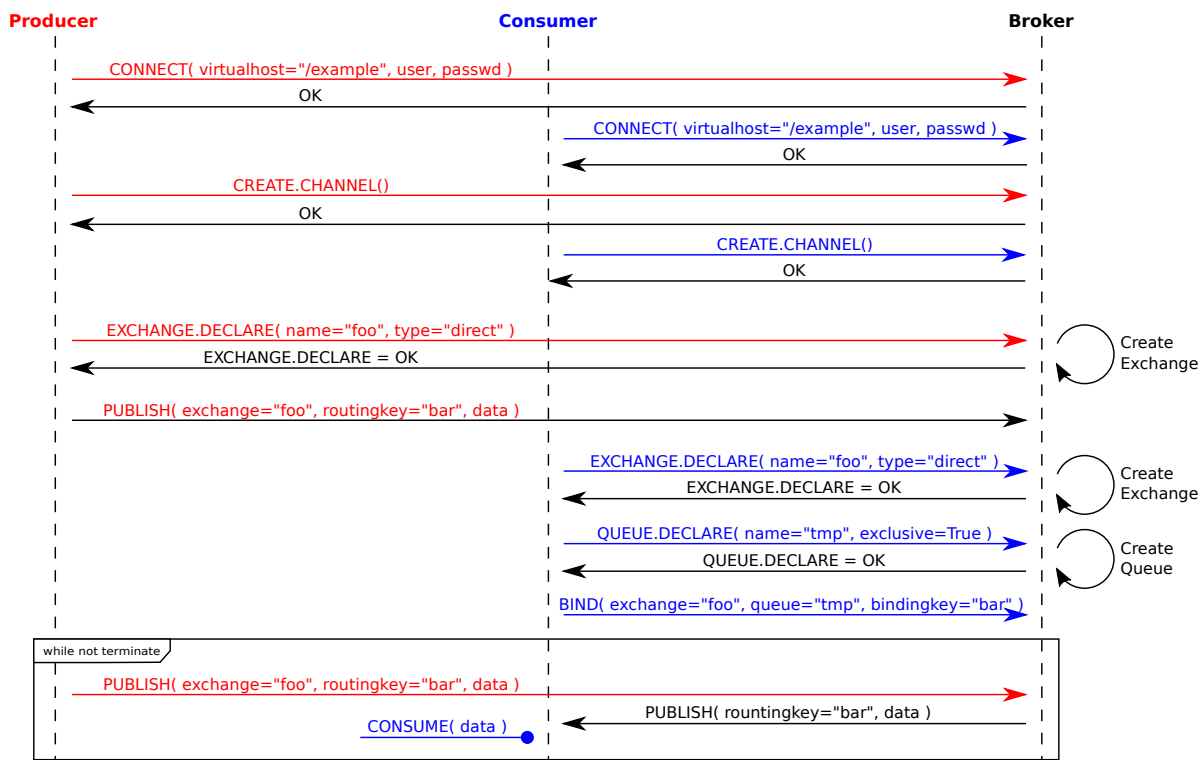 Producer
Consumer
Broker
CONNECT( virtualhost="/example", user, passwd )
OK
CONNECT( virtualhost="/example", user, passwd )
OK
CREATE.CHANNEL()
OK
CREATE.CHANNEL()
OK
EXCHANGE.DECLARE( name="foo", type="direct" )
Create
Exchange
EXCHANGE.DECLARE = OK
PUBLISH( exchange="foo", routingkey="bar", data )
EXCHANGE.DECLARE( name="foo", type="direct" )
Create
Exchange
EXCHANGE.DECLARE = OK
QUEUE.DECLARE( name="tmp", exclusive=True )
Create
Queue
QUEUE.DECLARE = OK
BIND( exchange="foo", queue="tmp", bindingkey="bar" )
while not terminate
PUBLISH( exchange="foo", routingkey="bar", data )
PUBLISH( rountingkey="bar", data )
CONSUME( data )